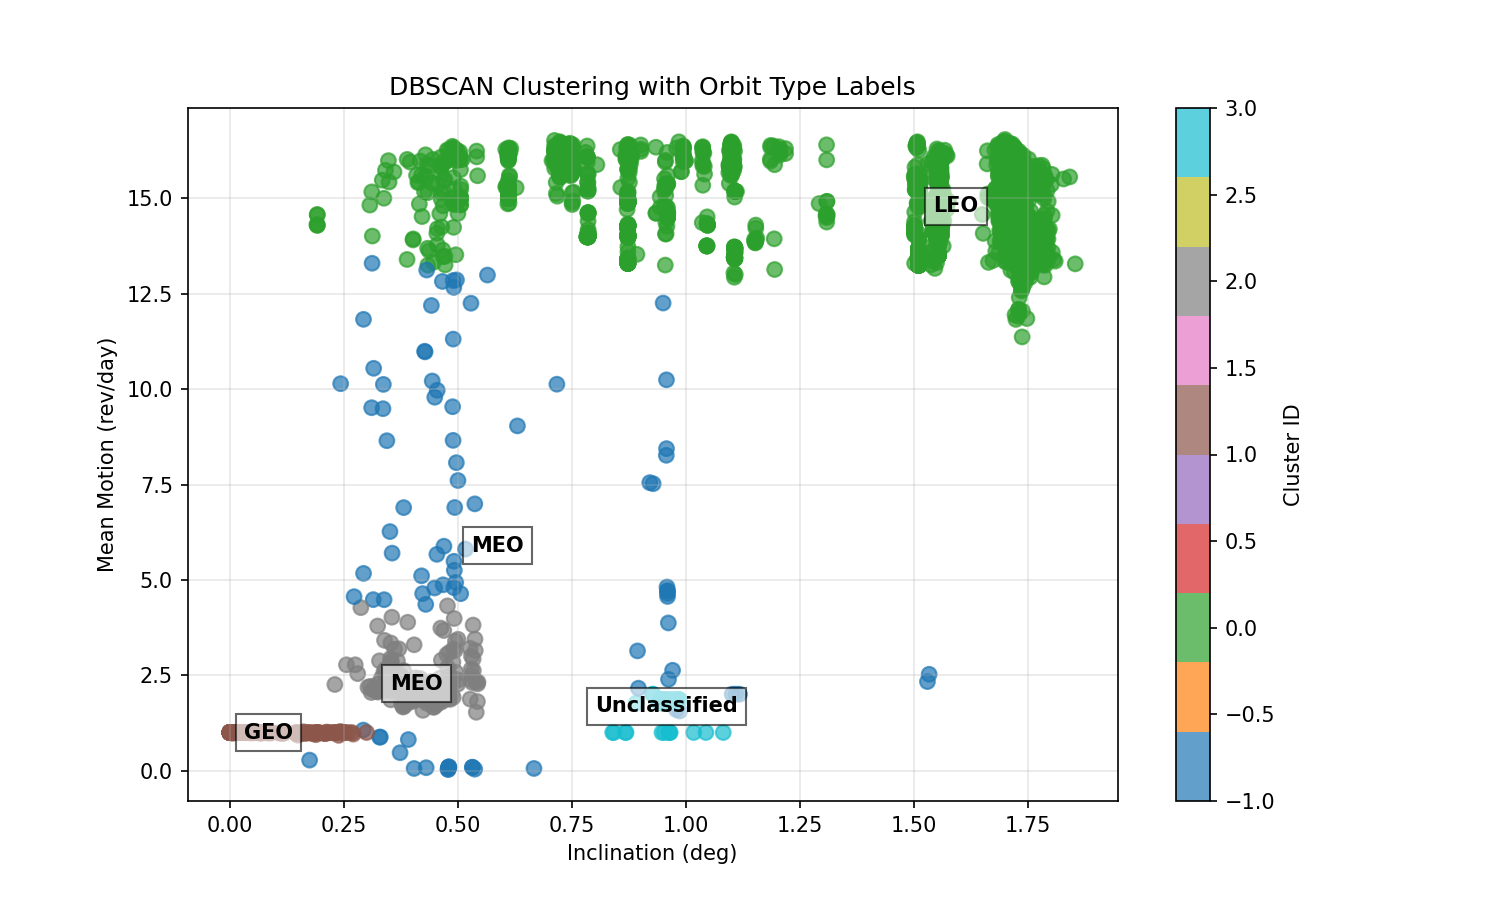 DBSCAN Clustering with Orbit Type Labels
Mean Motion (rev/day)
15.0
12.5
10.0
7.5
5.0
2.5
0.0
LEO
MEO
MEO
Unclassified
GEO
0.00 0.25 0.50 0.75 1.00 1.25 1.50 1.75
Inclination (deg)
3.0
2.5
2.0
1.5
1.0
0.5
0.0
−0.5
−1.0
Cluster ID